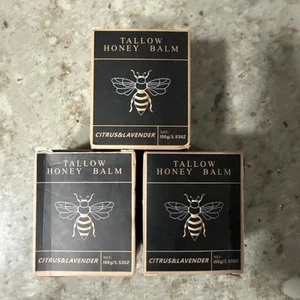 TALLOW
HONEY BALM
CITRUS&LAVENDER
NET:
100g/3.53OZ
TALLOW
HONEY BALM
CITRUS&LAVENDER
NET:
100g/3.53OZ
TALLOW
HONEY BALM
CITRUS&LAVENDER
NET:
100g/3.53OZ